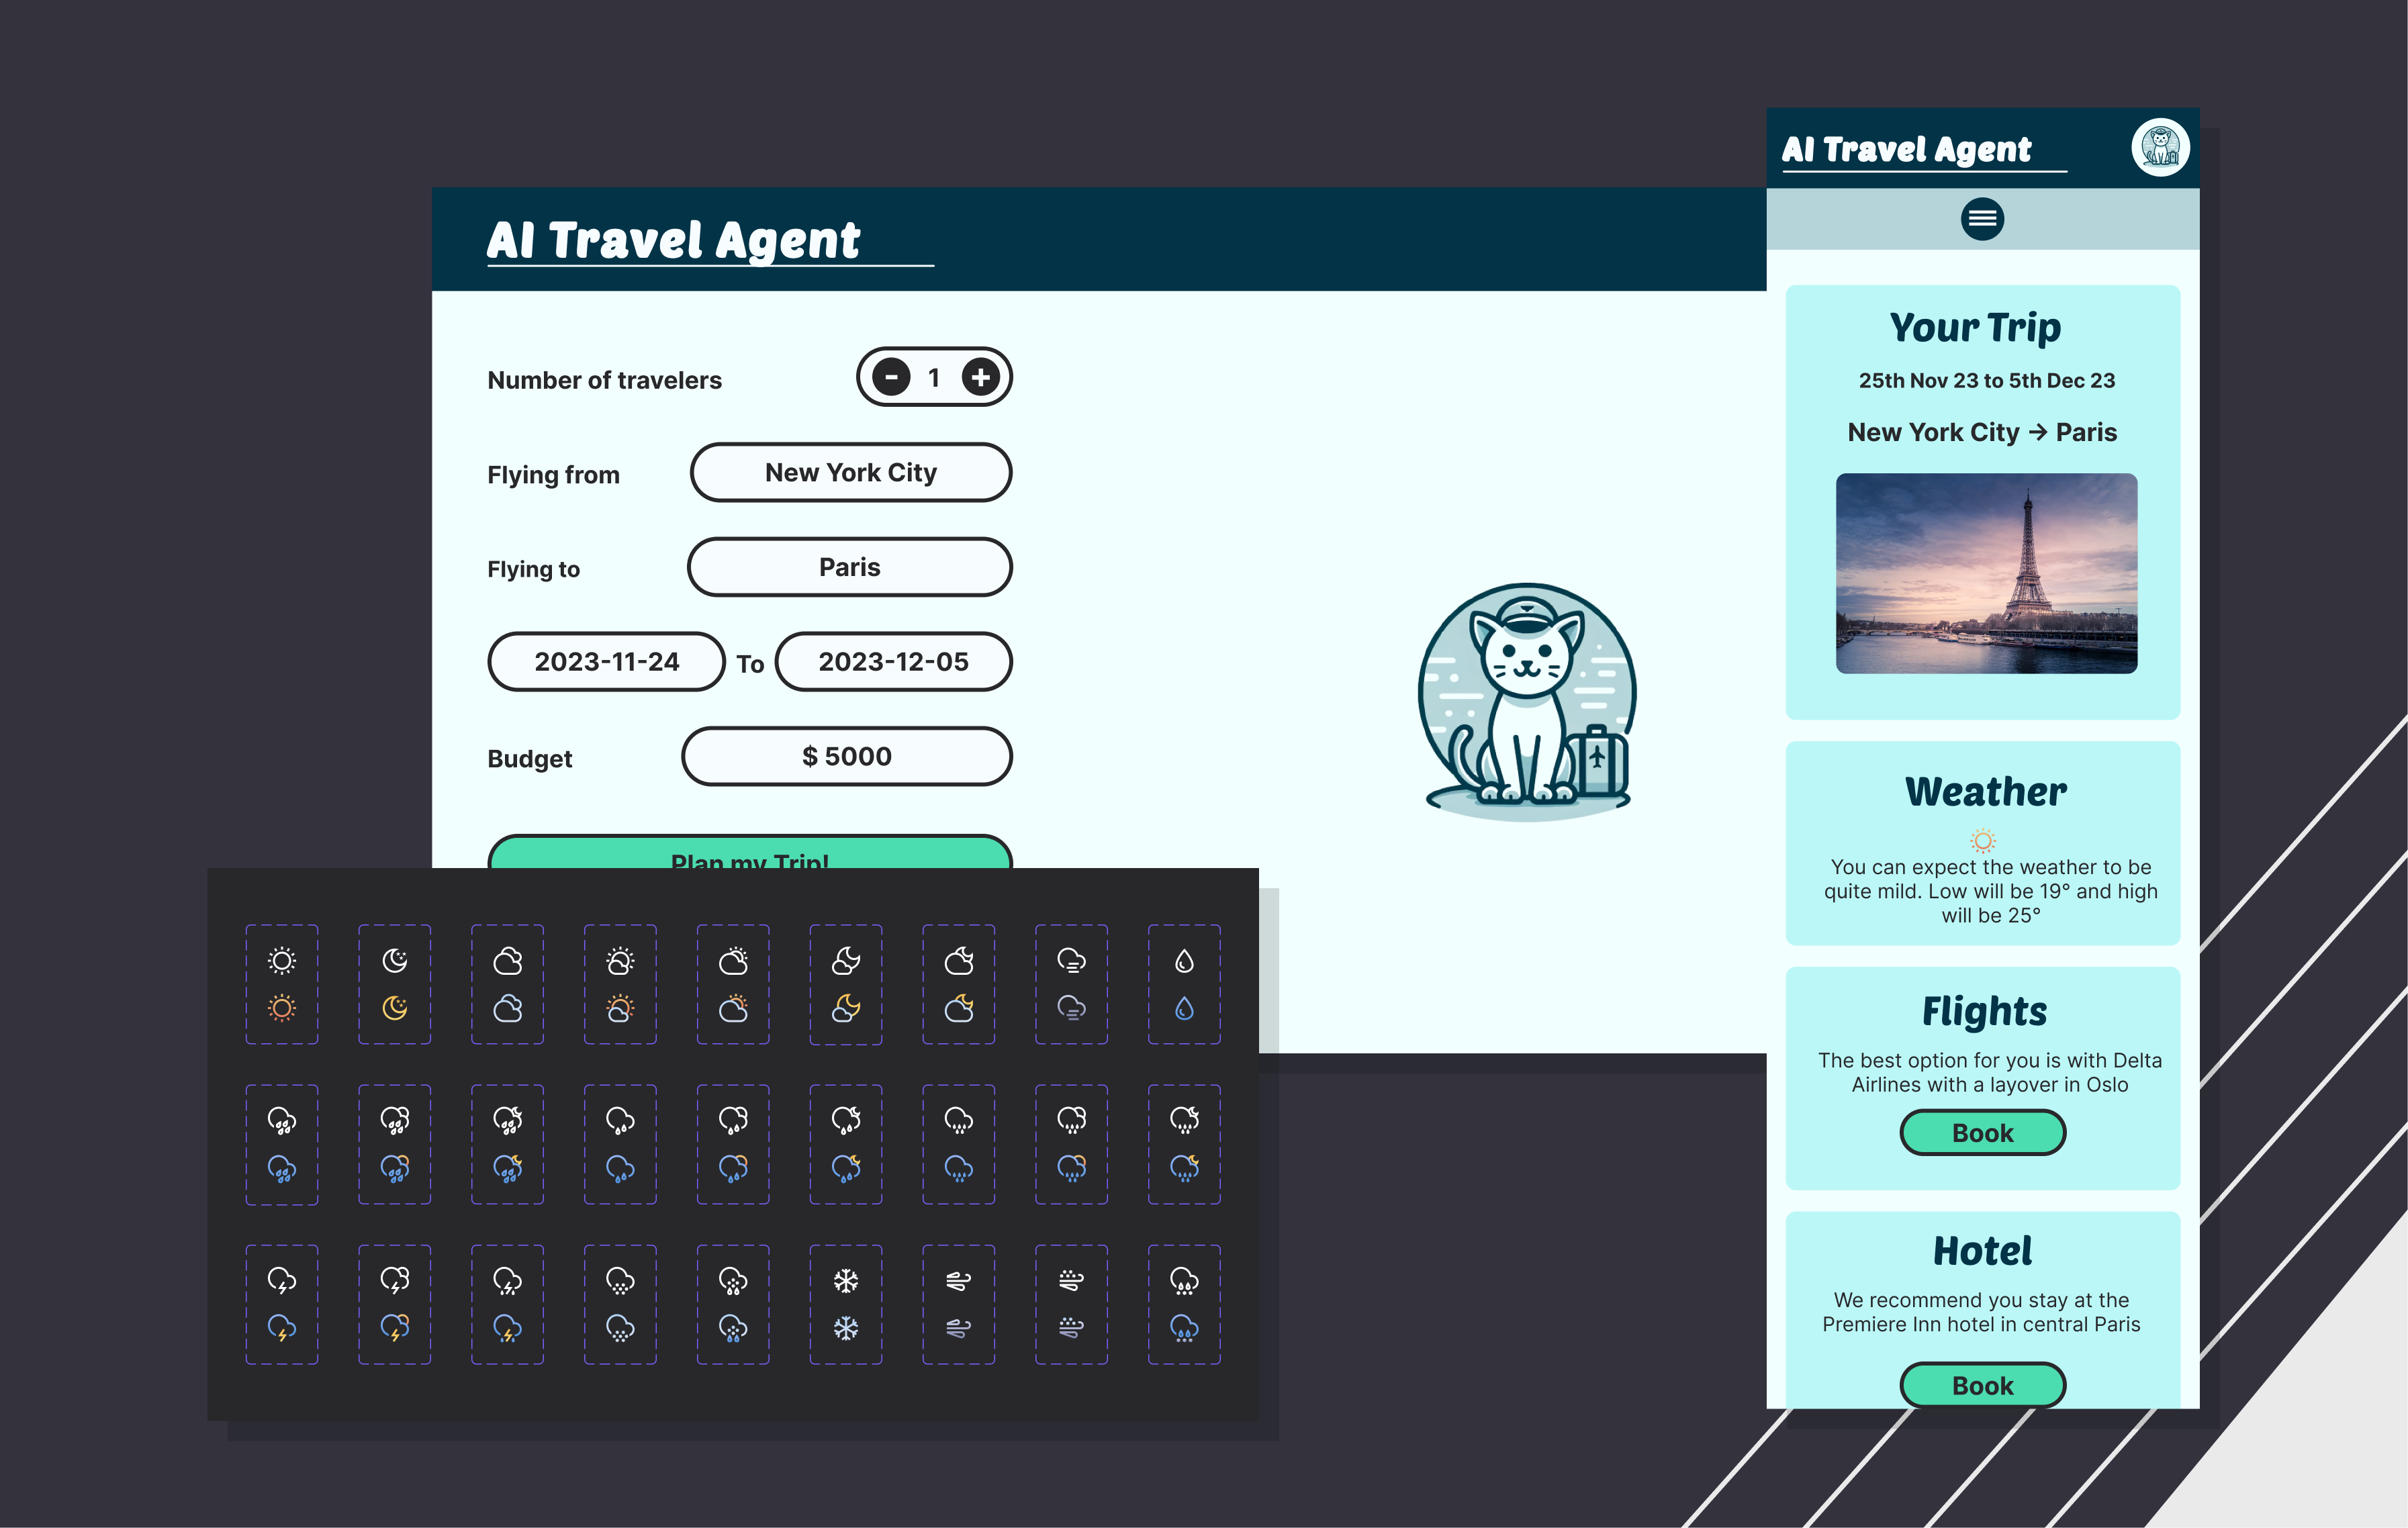 AI Travel Agent
Number of travelers
- 1 +
Flying from
New York City
Flying to
Paris
2023-11-24 To 2023-12-05
Budget
$ 5000
Plan my Trip!
AI Travel Agent
Your Trip
25th Nov 23 to 5th Dec 23
New York City → Paris
Weather
You can expect the weather to be
quite mild. Low will be 19° and high
will be 25°
Flights
The best option for you is with Delta
Airlines with a layover in Oslo
Book
Hotel
We recommend you stay at the
Premiere Inn hotel in central Paris
Book